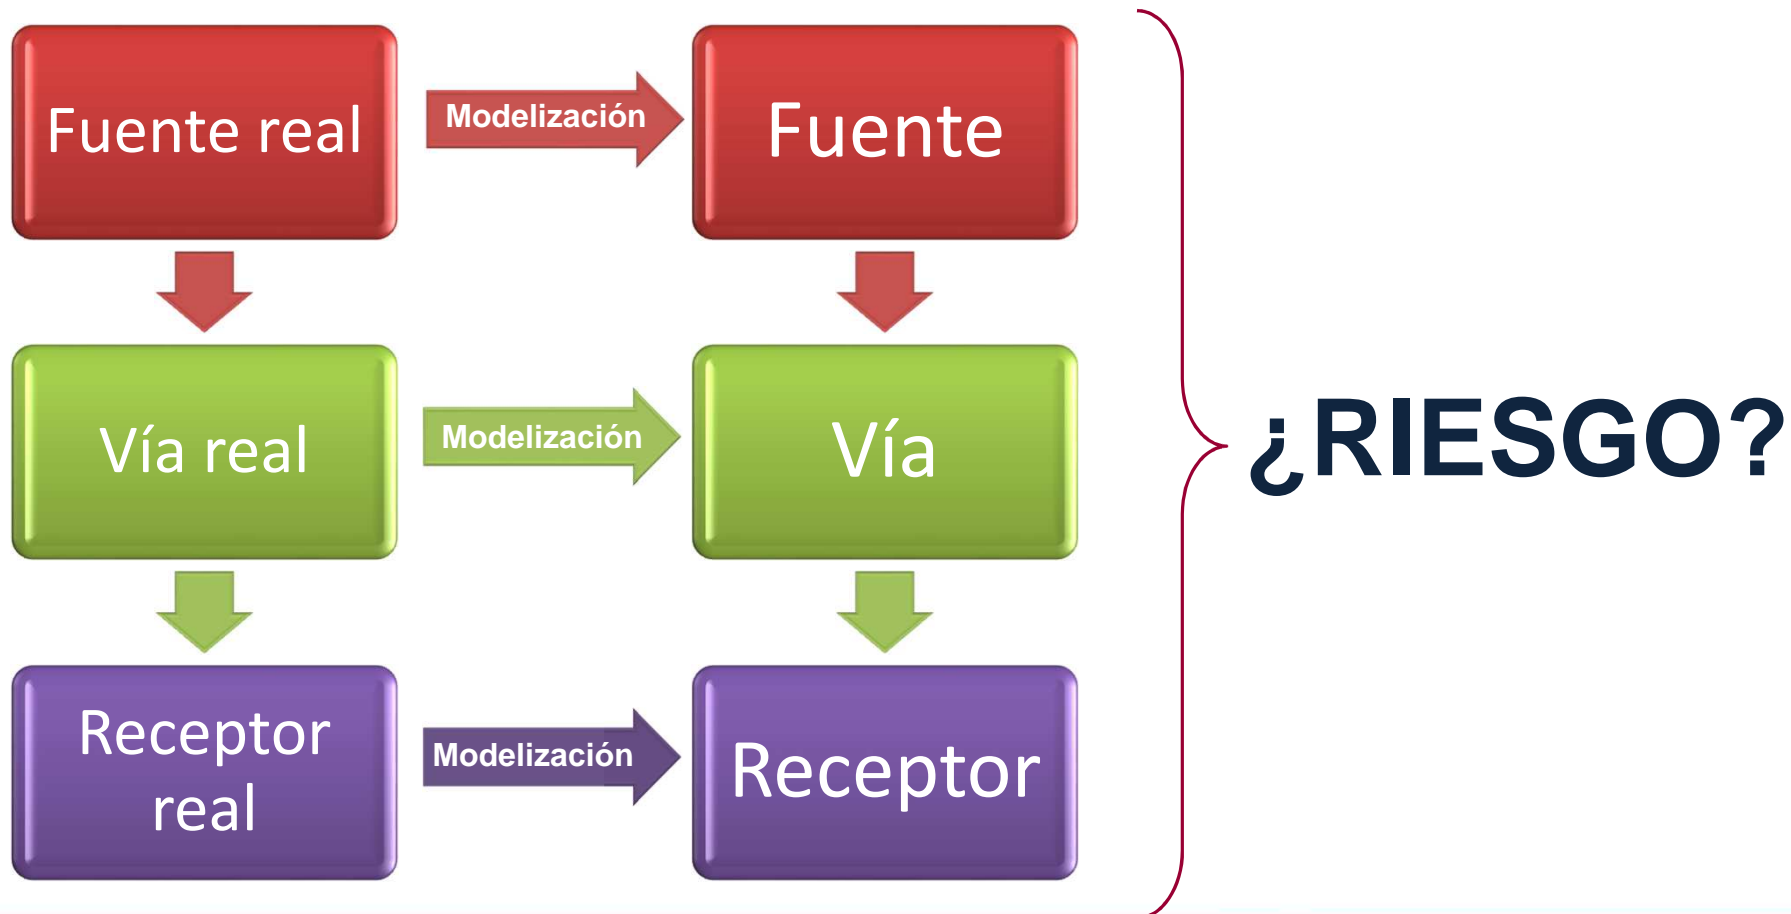 Fuente real
Modelización
Fuente
Vía real
Modelización
Vía
¿RIESGO?
Receptor
real
Modelización
Receptor